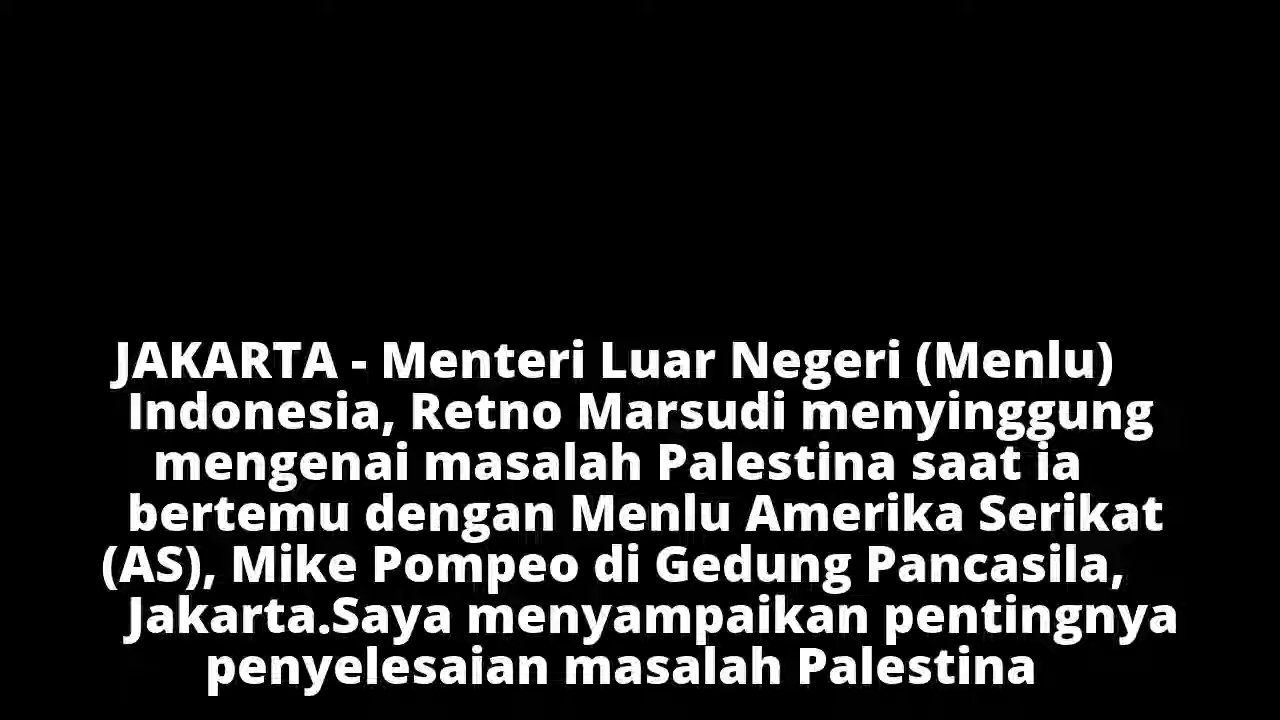 JAKARTA - Menteri Luar Negeri (Menlu)
Indonesia, Retno Marsudi menyinggung
mengenai masalah Palestina saat ia
bertemu dengan Menlu Amerika Serikat
(AS), Mike Pompeo di Gedung Pancasila,
Jakarta.Saya menyampaikan pentingnya
penyelesaian masalah Palestina